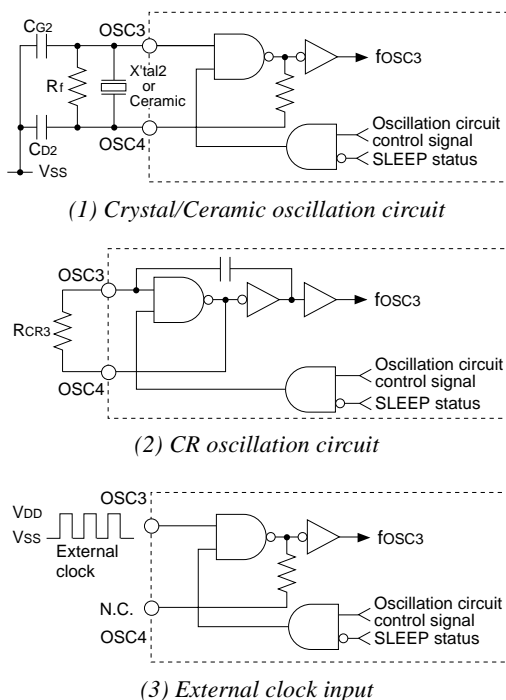 CG2
OSC3
X'tal2
or
Ceramic
Rf
fOSC3
CD2
OSC4
VSS
Oscillation circuit
control signal
SLEEP status
(1) Crystal/Ceramic oscillation circuit
OSC3
fOSC3
RCR3
OSC4
Oscillation circuit
control signal
SLEEP status
(2) CR oscillation circuit
OSC3
VDD
VSS
External
clock
fOSC3
N.C.
OSC4
Oscillation circuit
control signal
SLEEP status
(3) External clock input